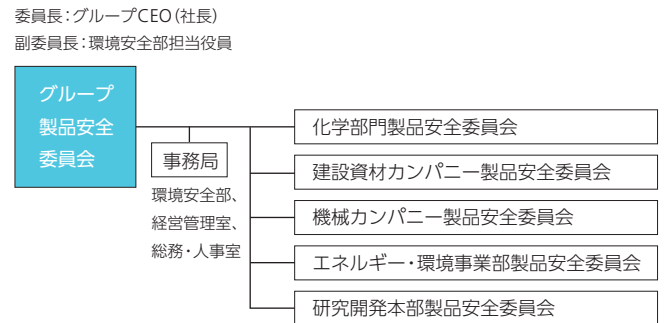 委員長:グループCEO(社長)
副委員長:環境安全部担当役員
グループ
製品安全
委員会
事務局
環境安全部、
経営管理室、
総務・人事室
化学部門製品安全委員会
建設資材カンパニー製品安全委員会
機械カンパニー製品安全委員会
エネルギー・環境事業部製品安全委員会
研究開発本部製品安全委員会